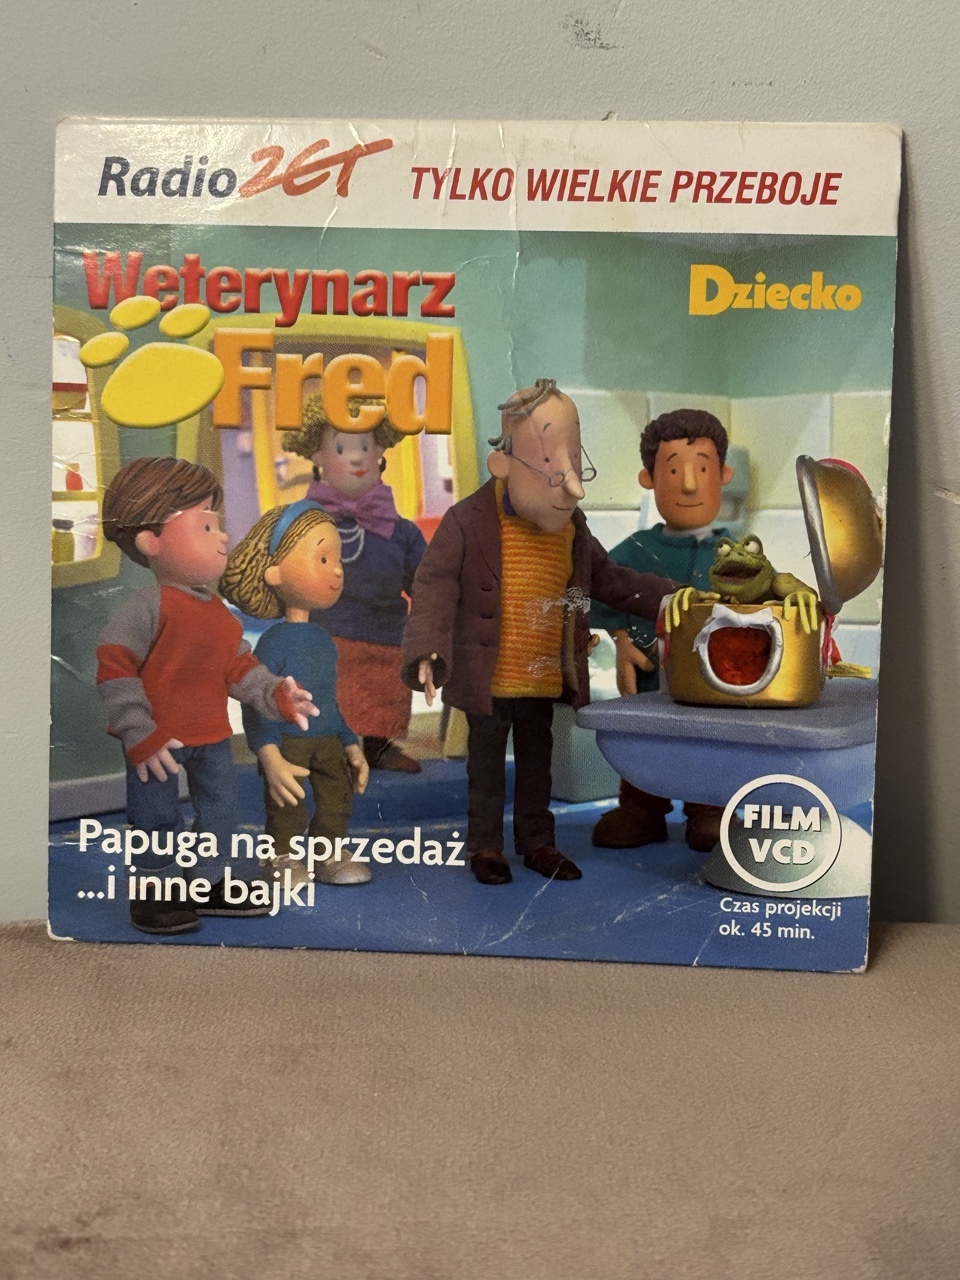 Radio ZET TYLKO WIELKIE PRZEBOJE
Weterynarz
Fred
Dziecko
Papuga na sprzedaż
...i inne bajki
FILM
VCD
Czas projekcji
ok. 45 min.